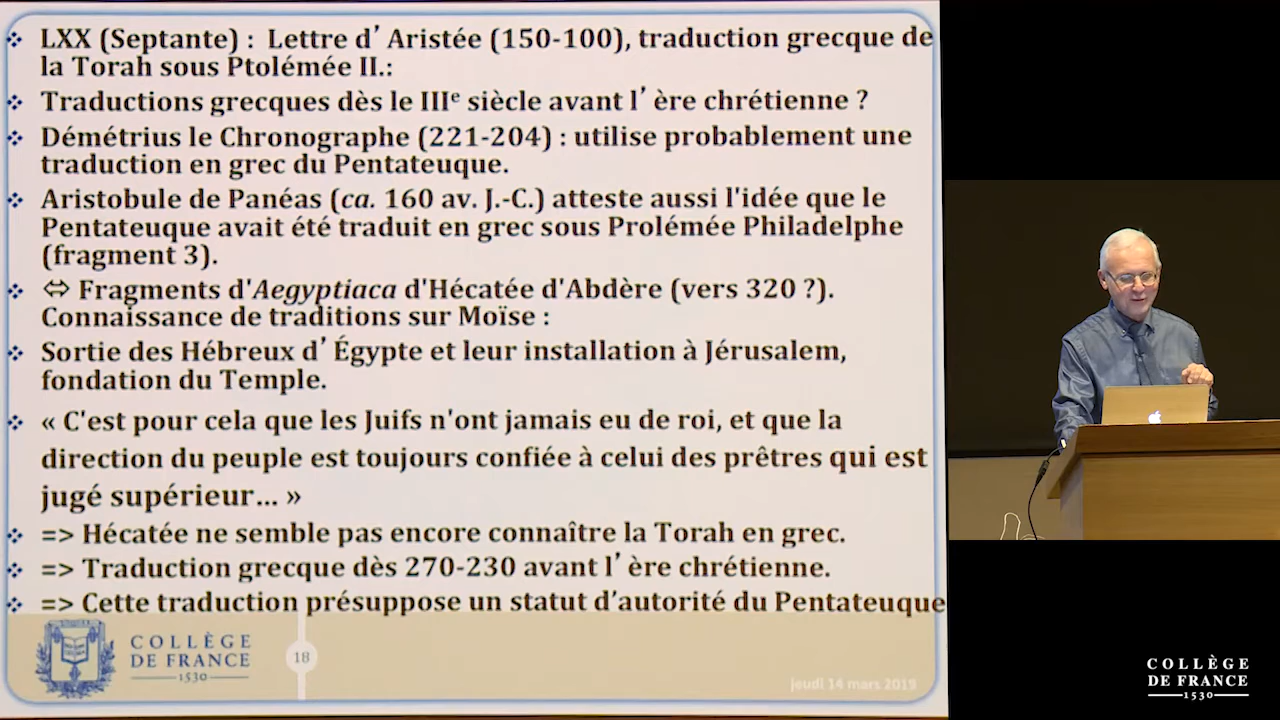 ❖ LXX (Septante) : Lettre d’Aristée (150-100), traduction grecque de
la Torah sous Ptolémée II.:
❖ Traductions grecques dès le IIIe siècle avant l’ère chrétienne ?
❖ Démétrius le Chronographe (221-204) : utilise probablement une
traduction en grec du Pentateuque.
❖ Aristobule de Panéas (ca. 160 av. J.-C.) atteste aussi l'idée que le
Pentateuque avait été traduit en grec sous Prolémée Philadelphe
(fragment 3).
❖ ⇔ Fragments d'Aegyptiaca d'Hécatée d'Abdère (vers 320 ?).
Connaissance de traditions sur Moïse :
❖ Sortie des Hébreux d’Égypte et leur installation à Jérusalem,
fondation du Temple.
❖ « C'est pour cela que les Juifs n'ont jamais eu de roi, et que la
direction du peuple est toujours confiée à celui des prêtres qui est
jugé supérieur... »
❖ => Hécatée ne semble pas encore connaître la Torah en grec.
❖ => Traduction grecque dès 270-230 avant l’ère chrétienne.
❖ => Cette traduction présuppose un statut d’autorité du Pentateuque
COLLÈGE
DE FRANCE
1530
18
jeudi 14 mars 2019
COLLÈGE
DE FRANCE
1530